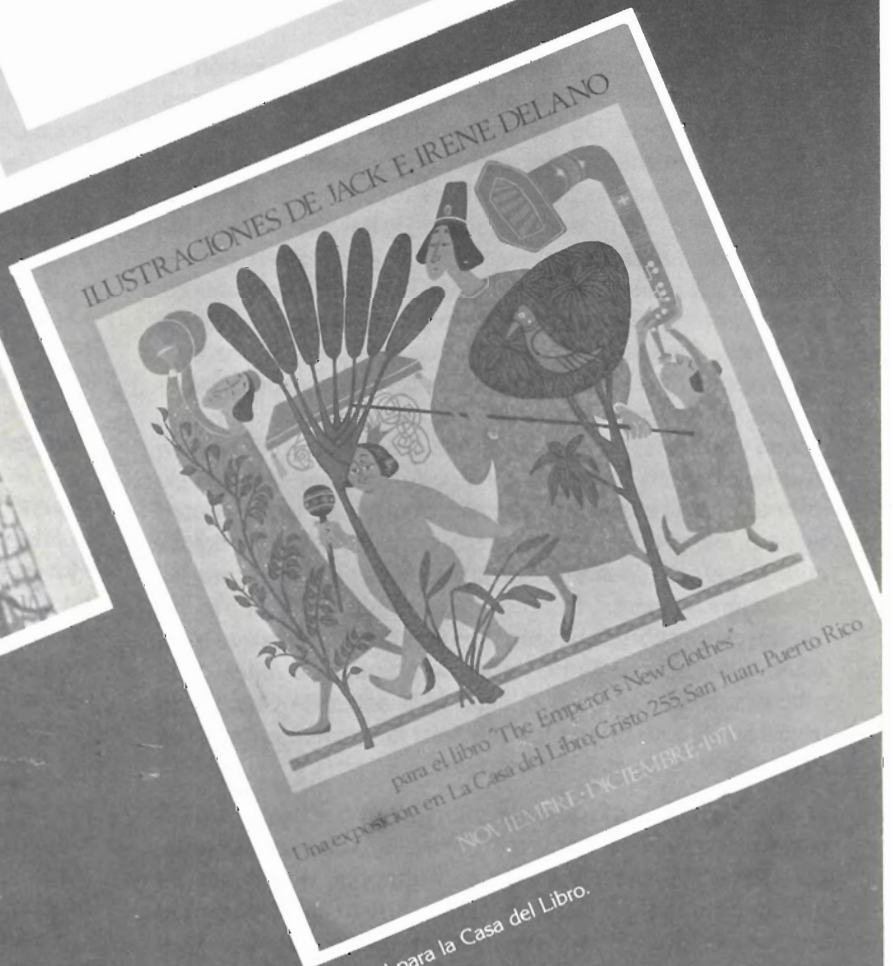 ILUSTRACIONES DE JACK E IRENE DELANO
para el libro "The Emperor's New Clothes"
Una exposición en La Casa del Libro, Cristo 255, San Juan, Puerto Rico
NOVIEMBRE-DICIEMBRE-1971
para la Casa del Libro.